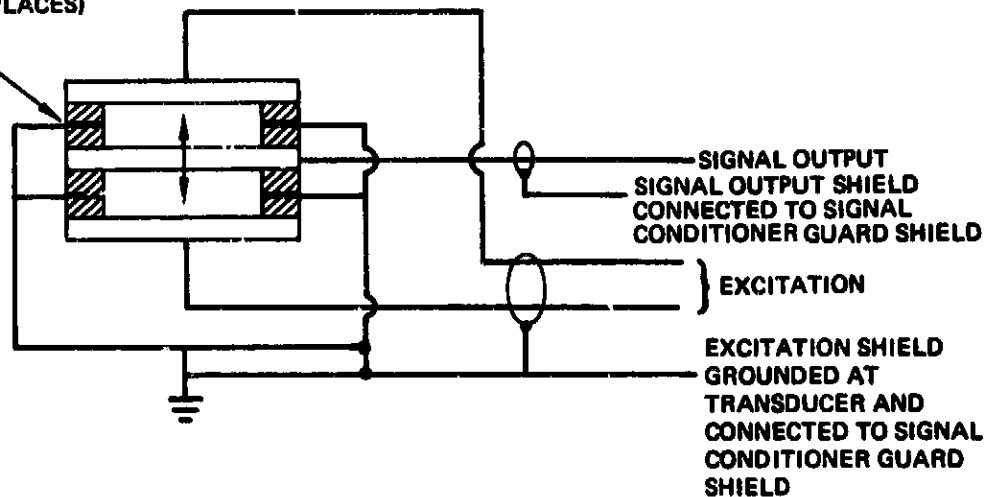 PLACES)
SIGNAL OUTPUT
SIGNAL OUTPUT SHIELD
CONNECTED TO SIGNAL
CONDITIONER GUARD SHIELD
EXCITATION
EXCITATION SHIELD
GROUNDED AT
TRANSDUCER AND
CONNECTED TO SIGNAL
CONDITIONER GUARD
SHIELD